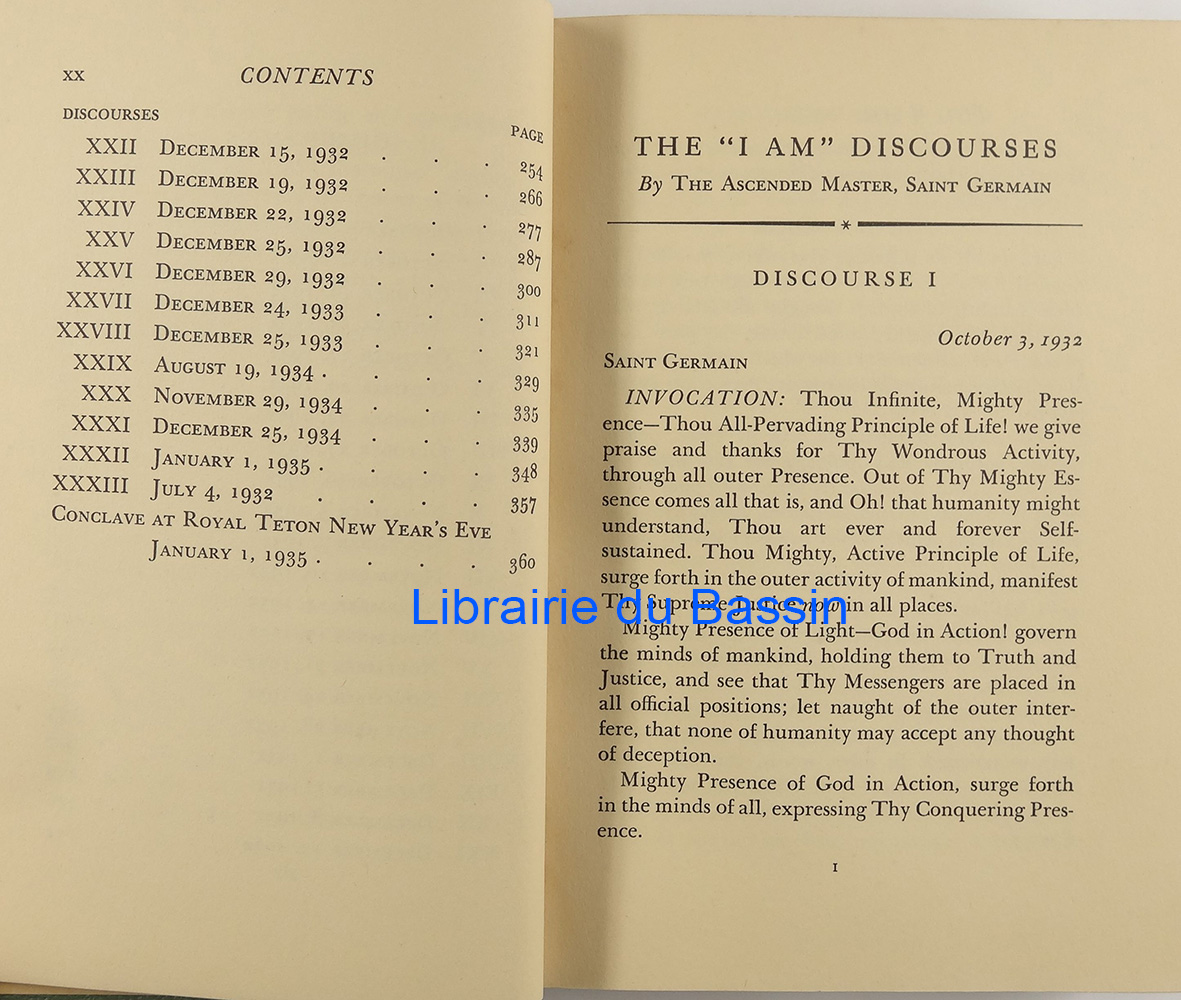 xx CONTENTS
DISCOURSES
PAGE
XXII DECEMBER 15, 1932 . . . 254
XXIII DECEMBER 19, 1932 . . . 266
XXIV DECEMBER 22, 1932 . . . 277
XXV DECEMBER 25, 1932 . . . 287
XXVI DECEMBER 29, 1932 . . . 300
XXVII DECEMBER 24, 1933 . . . 311
XXVIII DECEMBER 25, 1933 . . . 321
XXIX AUGUST 19, 1934 . . . . 329
XXX NOVEMBER 29, 1934 . . . 335
XXXI DECEMBER 25, 1934 . . . 339
XXXII JANUARY 1, 1935 . . . . 348
XXXIII JULY 4, 1932 . . . . 357
CONCLAVE AT ROYAL TETON NEW YEAR'S EVE
JANUARY 1, 1935 . . . . 360
THE “I AM” DISCOURSES
By THE ASCENDED MASTER, SAINT GERMAIN
*
DISCOURSE I
October 3, 1932
SAINT GERMAIN
INVOCATION: Thou Infinite, Mighty Pres-
ence—Thou All-Pervading Principle of Life! we give
praise and thanks for Thy Wondrous Activity,
through all outer Presence. Out of Thy Mighty Es-
sence comes all that is, and Oh! that humanity might
understand, Thou art ever and forever Self-
sustained. Thou Mighty, Active Principle of Life,
surge forth in the outer activity of mankind, manifest
Thy Supreme Justice now in all places.
Mighty Presence of Light—God in Action! govern
the minds of mankind, holding them to Truth and
Justice, and see that Thy Messengers are placed in
all official positions; let naught of the outer inter-
fere, that none of humanity may accept any thought
of deception.
Mighty Presence of God in Action, surge forth
in the minds of all, expressing Thy Conquering Pres-
ence.
1
Librairie du Bassin